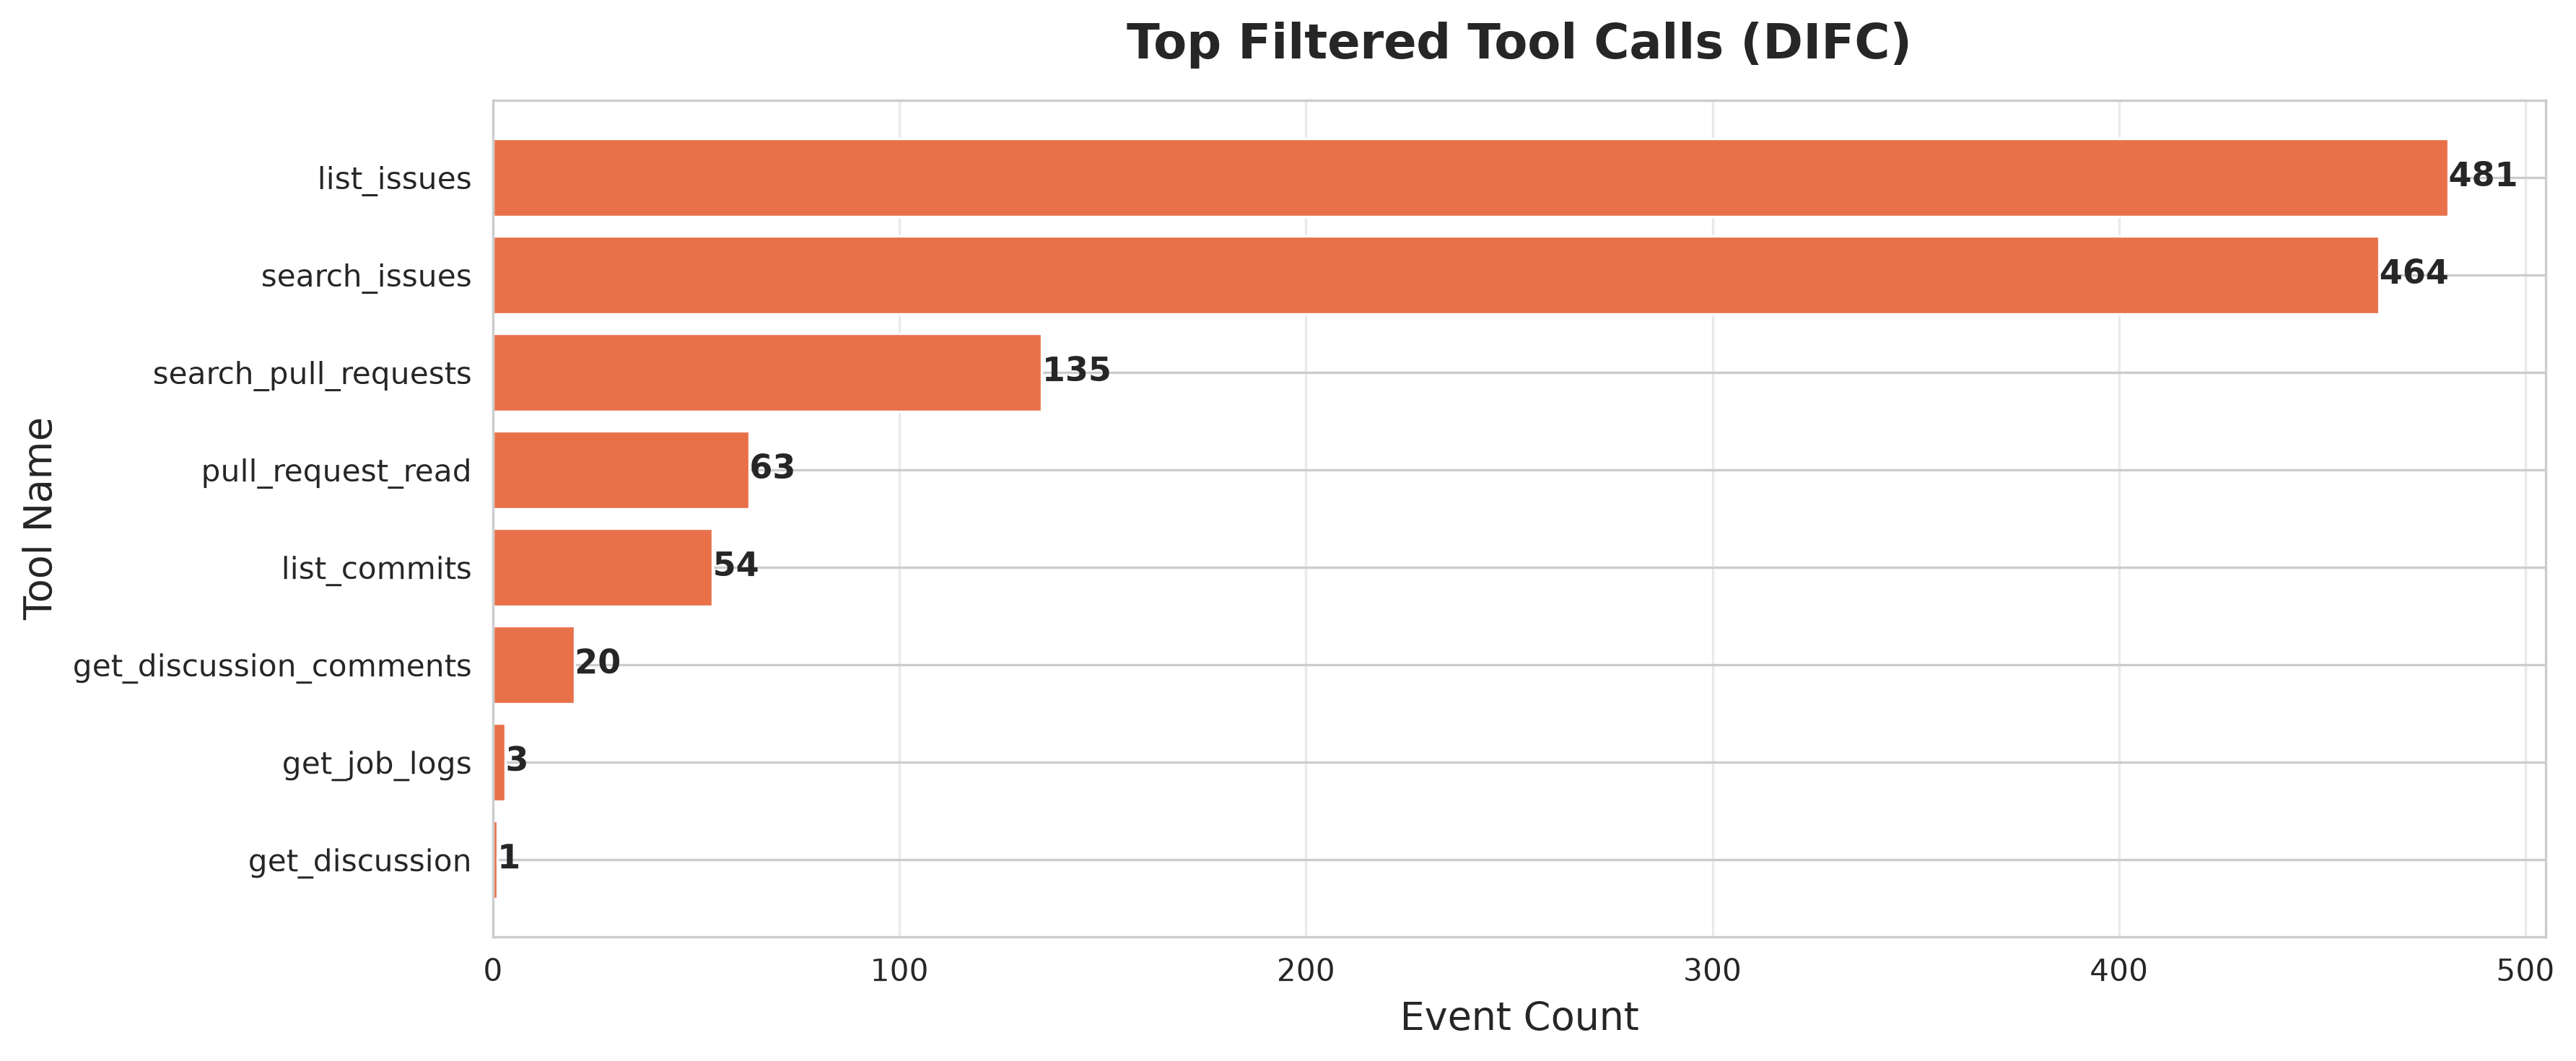 Top Filtered Tool Calls (DIFC)
Tool Name
list_issues 481
search_issues 464
search_pull_requests 135
pull_request_read 63
list_commits 54
get_discussion_comments 20
get_job_logs 3
get_discussion 1
0 100 200 300 400 500
Event Count